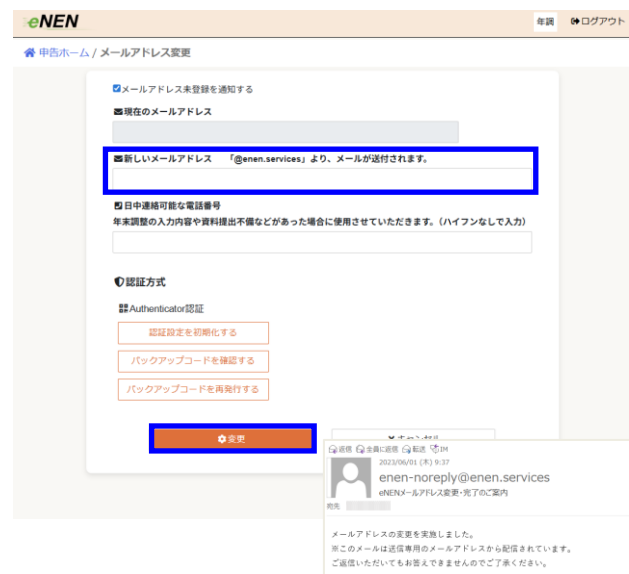 eNEN
年調 ログアウト
申告ホーム / メールアドレス変更
メールアドレス未登録を通知する
現在のメールアドレス
新しいメールアドレス 「@enen.services」より、メールが送付されます。
日中連絡可能な電話番号
年末調整の入力内容や資料提出不備などがあった場合に使用させていただきます。(ハイフンなしで入力)
認証方式
Authenticator認証
認証設定を初期化する
バックアップコードを確認する
バックアップコードを再発行する
変更
キャンセル
返信 全員に返信 転送 IM
2023/06/01 (木) 9:37
enen-noreply@enen.services
eNENメールアドレス変更・完了のご案内
宛先
メールアドレスの変更を実施しました。
※このメールは送信専用のメールアドレスから配信されています。
ご返信いただいてもお答えできませんのでご了承ください。